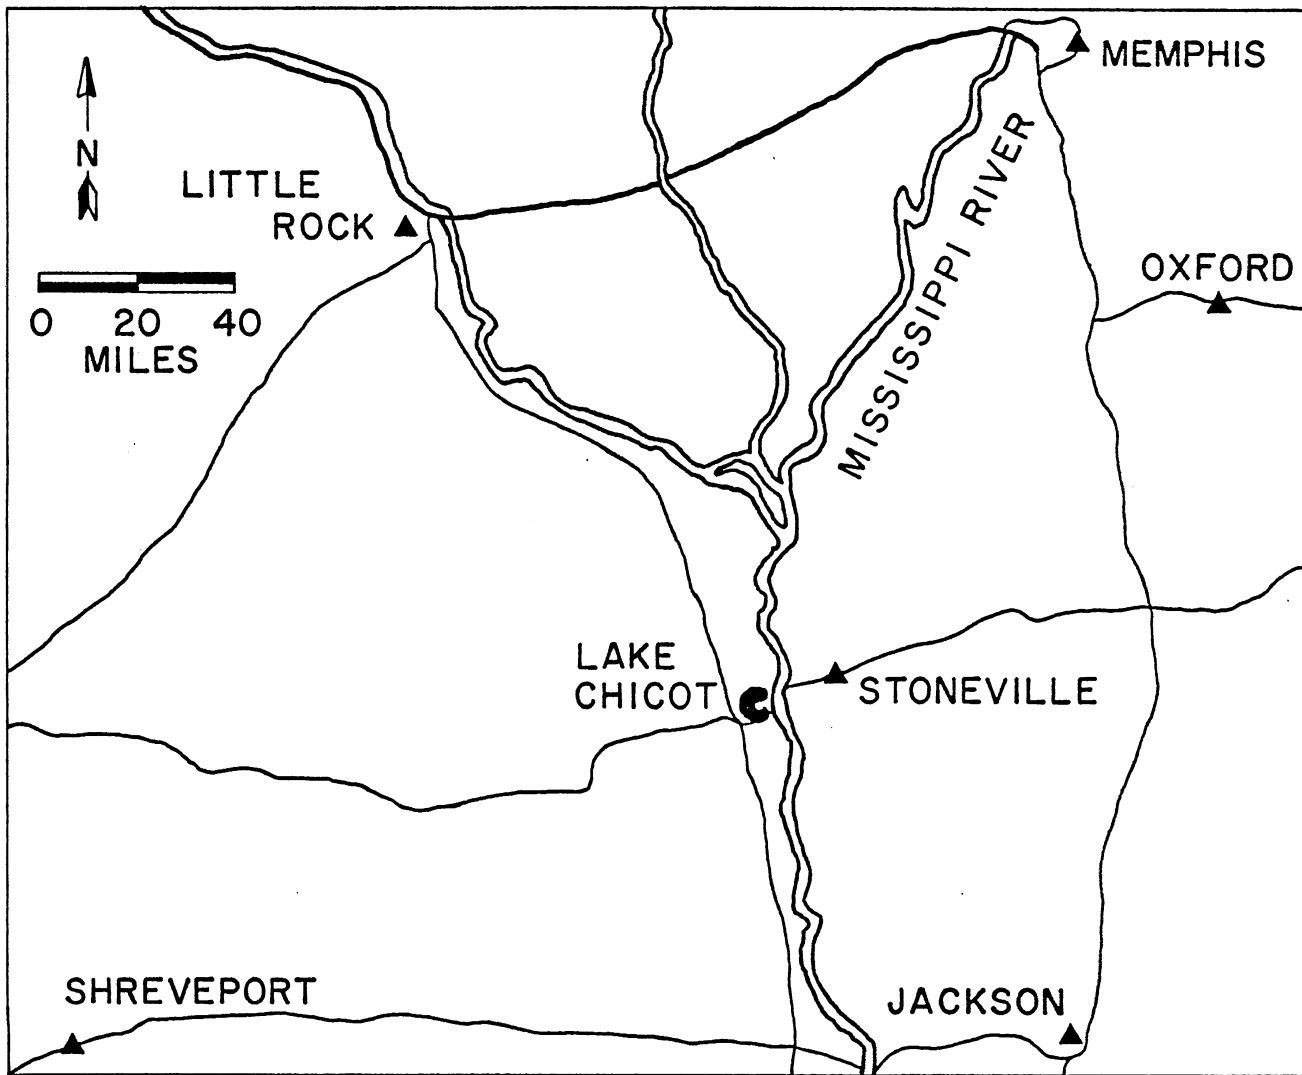 MEMPHIS
N
LITTLE
ROCK
MISSISSIPPI RIVER
OXFORD
0 20 40
MILES
LAKE
CHICOT
STONEVILLE
SHREVEPORT
JACKSON